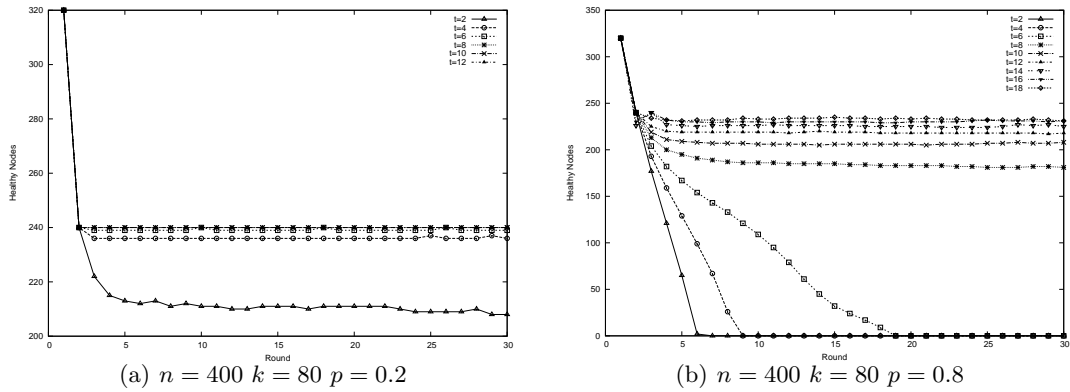 320
300
280
260
240
220
200
0
5
10
15
20
25
30
Healthy Nodes
Round
t=2
t=4
t=6
t=8
t=10
t=12
(a) n = 400 k = 80 p = 0.2
350
300
250
200
150
100
50
0
0
5
10
15
20
25
30
Healthy Nodes
Round
t=2
t=4
t=6
t=8
t=10
t=12
t=14
t=16
t=18
(b) n = 400 k = 80 p = 0.8